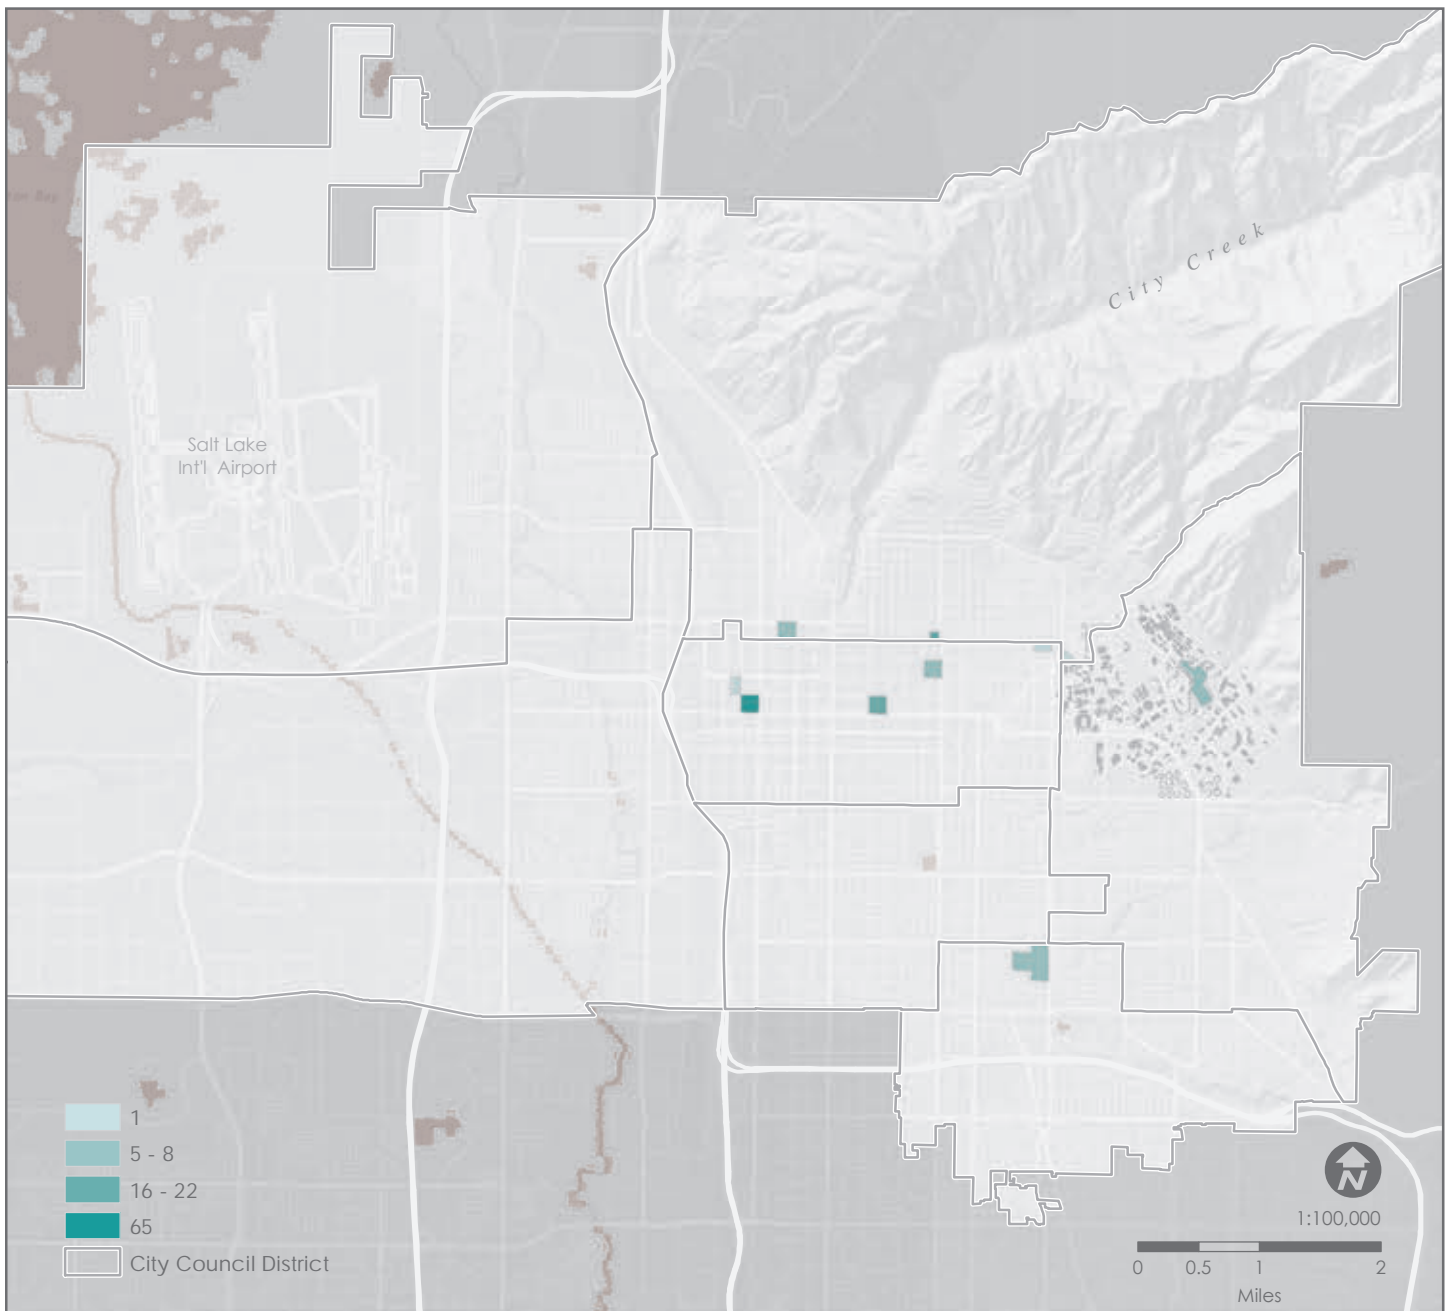 City Creek
Salt Lake
Int'l Airport
1
5 - 8
16 - 22
65
City Council District
N
1:100,000
0 0.5 1 2
Miles